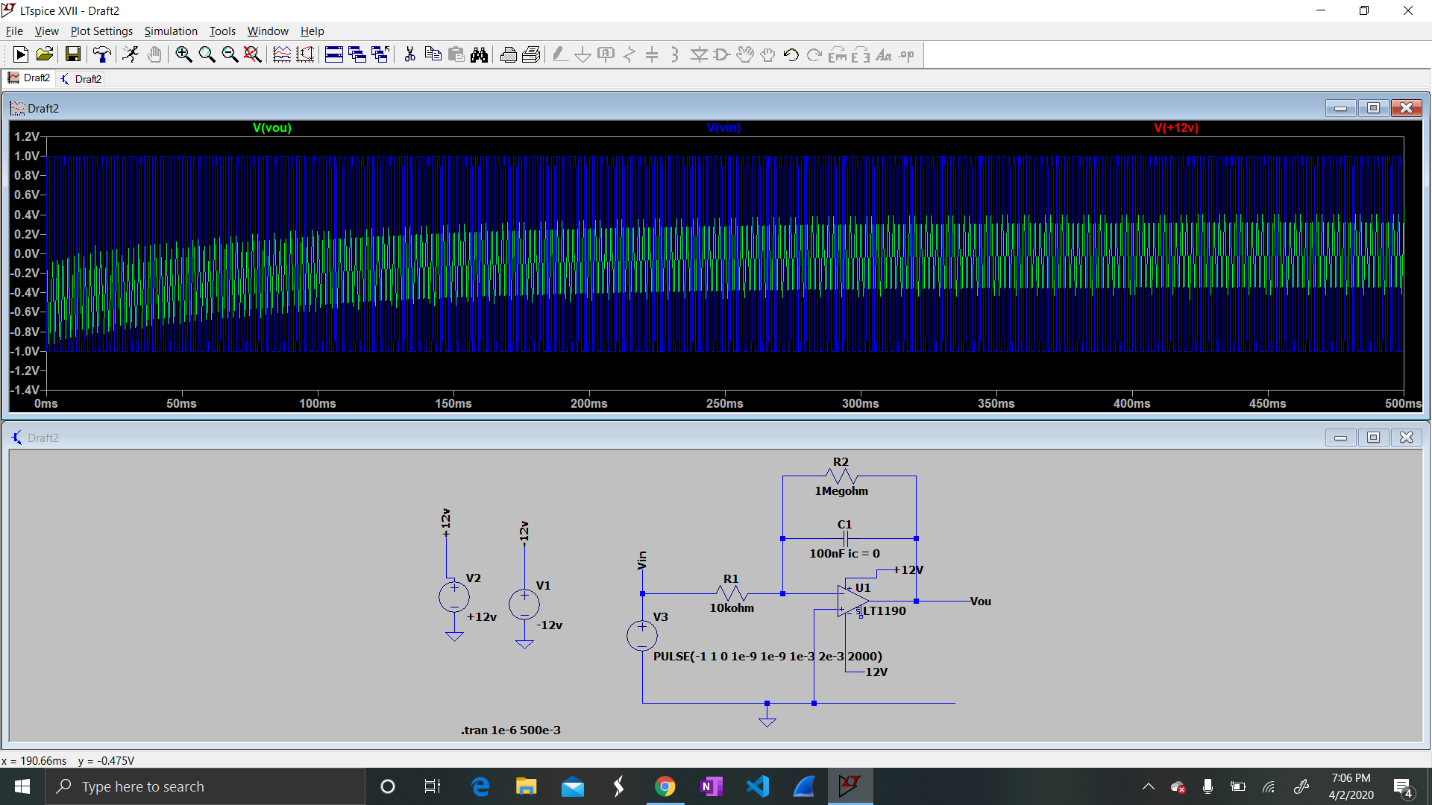 LTspice XVII - Draft2
File View Plot Settings Simulation Tools Window Help
Draft2 Draft2
Draft2
V(vou) V(vin) V(+12v)
1.2V
1.0V
0.8V
0.6V
0.4V
0.2V
0.0V
-0.2V
-0.4V
-0.6V
-0.8V
-1.0V
-1.2V
-1.4V
0ms 50ms 100ms 150ms 200ms 250ms 300ms 350ms 400ms 450ms 500ms
Draft2
R2
1Megohm
C1
100nF ic = 0
+12v
-12v
Vin
V2
+12v
V1
-12v
R1
10kohm
+12V
U1
LT1190
Vou
V3
PULSE(-1 1 0 1e-9 1e-9 1e-3 2e-3 2000)
-12V
.tran 1e-6 500e-3
x = 190.66ms y = -0.475V
Type here to search
7:06 PM
4/2/2020
4